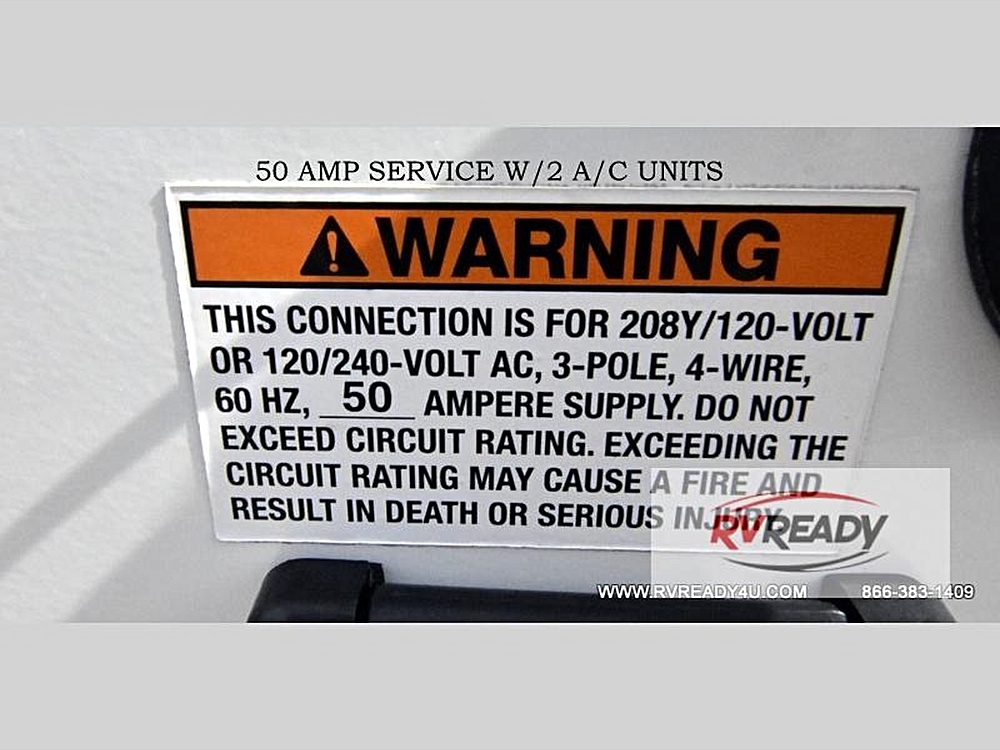 50 AMP SERVICE W/2 A/C UNITS
WARNING
THIS CONNECTION IS FOR 208Y/120-VOLT
OR 120/240-VOLT AC, 3-POLE, 4-WIRE,
60 HZ, 50 AMPERE SUPPLY. DO NOT
EXCEED CIRCUIT RATING. EXCEEDING THE
CIRCUIT RATING MAY CAUSE A FIRE AND
RESULT IN DEATH OR SERIOUS INJURY.
RVREADY
WWW.RVREADY4U.COM 866-383-1409